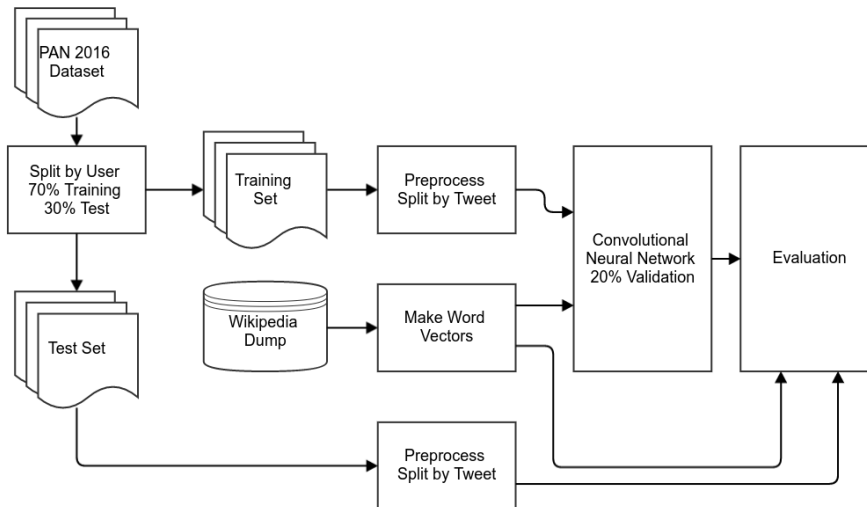 PAN 2016
Dataset
Split by User
70% Training
30% Test
Training
Set
Preprocess
Split by Tweet
Convolutional
Neural Network
20% Validation
Evaluation
Test Set
Wikipedia
Dump
Make Word
Vectors
Preprocess
Split by Tweet